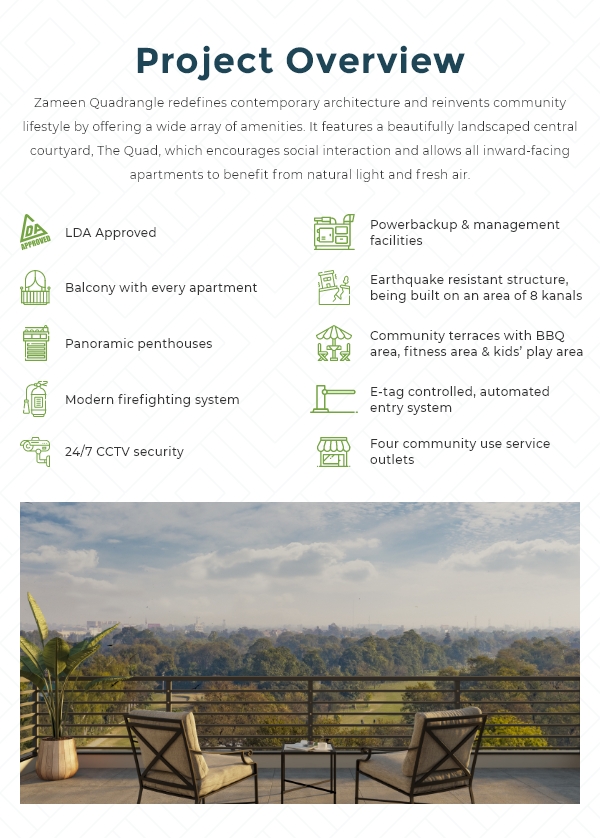 Project Overview
Zameen Quadrangle redefines contemporary architecture and reinvents community
lifestyle by offering a wide array of amenities. It features a beautifully landscaped central
courtyard, The Quad, which encourages social interaction and allows all inward-facing
apartments to benefit from natural light and fresh air.
LDA
APPROVED
LDA Approved
Powerbackup & management
facilities
Balcony with every apartment
Earthquake resistant structure,
being built on an area of 8 kanals
Panoramic penthouses
Community terraces with BBQ
area, fitness area & kids' play area
Modern firefighting system
E-tag controlled, automated
entry system
24/7 CCTV security
Four community use service
outlets